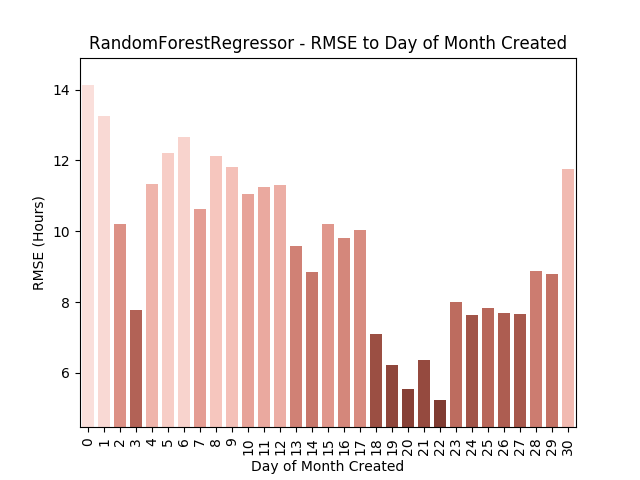 RandomForestRegressor - RMSE to Day of Month Created
14
12
10
8
6
RMSE (Hours)
0 1 2 3 4 5 6 7 8 9 10 11 12 13 14 15 16 17 18 19 20 21 22 23 24 25 26 27 28 29 30
Day of Month Created